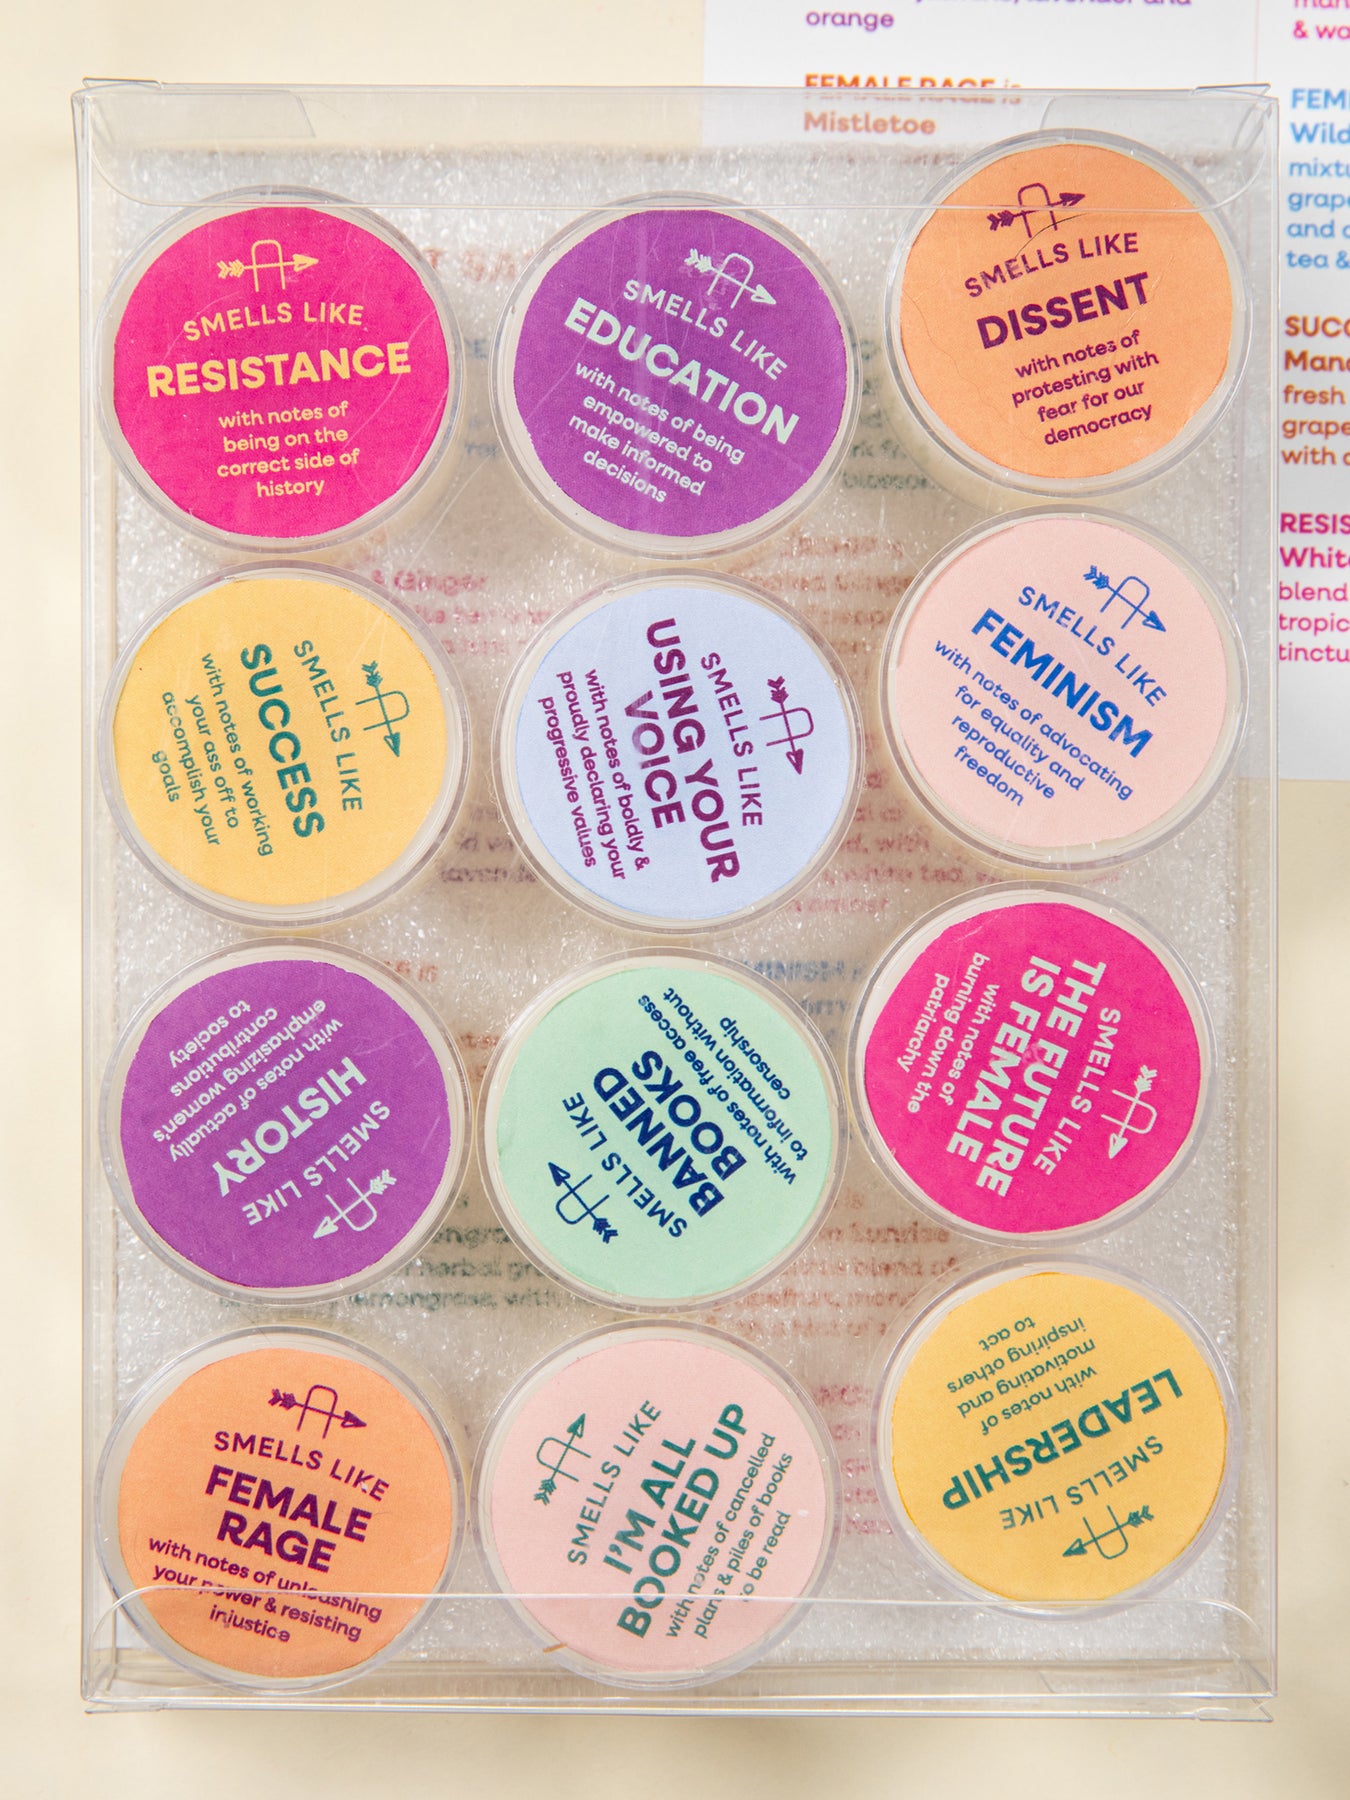 orange
FEMALE RAGE is
Mistletoe
& wo
FEMI
Wild
mixtu
grape
and
tea &
SUCC
Mand
fresh
grape
with
RESIS
White
blend
tropic
tinctu
SMELLS LIKE
RESISTANCE
with notes of
being on the
correct side of
history
SMELLS LIKE
EDUCATION
with notes of being
empowered to
make informed
decisions
SMELLS LIKE
DISSENT
with notes of
protesting with
fear for our
democracy
SMELLS LIKE
SUCCESS
with notes of working
your ass off to
accomplish your
goals
SMELLS LIKE
USING YOUR
VOICE
with notes of boldly &
proudly declaring your
progressive values
SMELLS LIKE
FEMINISM
with notes of advocating
for equality and
reproductive
freedom
SMELLS LIKE
HISTORY
with notes of actually
emphasizing women's
contributions
to society
SMELLS LIKE
BANNED
BOOKS
with notes of free access
to information without
censorship
SMELLS LIKE
THE FUTURE
IS FEMALE
with notes of
burning down the
patriarchy
SMELLS LIKE
FEMALE
RAGE
with notes of unleashing
your power & resisting
injustice
SMELLS LIKE
I'M ALL
BOOKED UP
with notes of cancelled
plans & piles of books
to be read
SMELLS LIKE
LEADERSHIP
with notes of
motivating and
inspiring others
to act